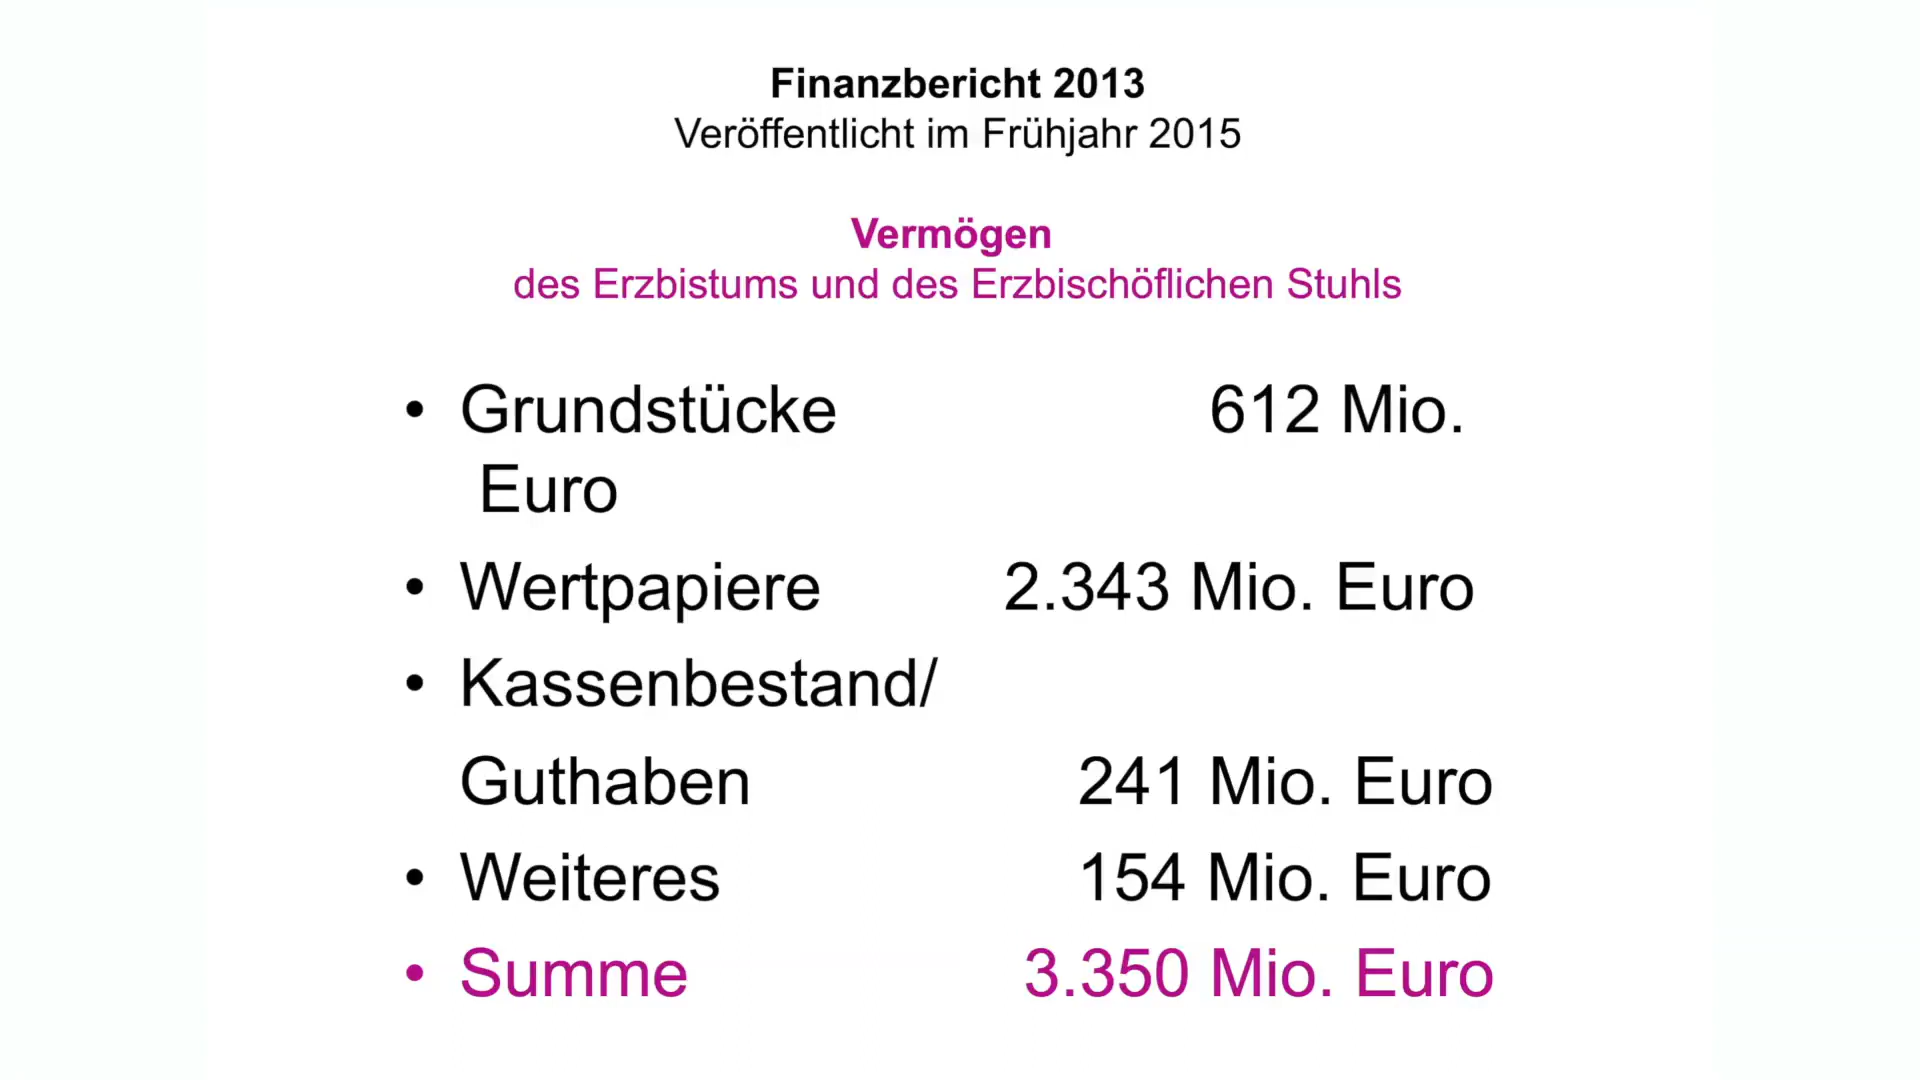 Finanzbericht 2013
Veröffentlicht im Frühjahr 2015
Vermögen
des Erzbistums und des Erzbischöflichen Stuhls
• Grundstücke 612 Mio.
Euro
• Wertpapiere 2.343 Mio. Euro
• Kassenbestand/
Guthaben 241 Mio. Euro
• Weiteres 154 Mio. Euro
• Summe 3.350 Mio. Euro